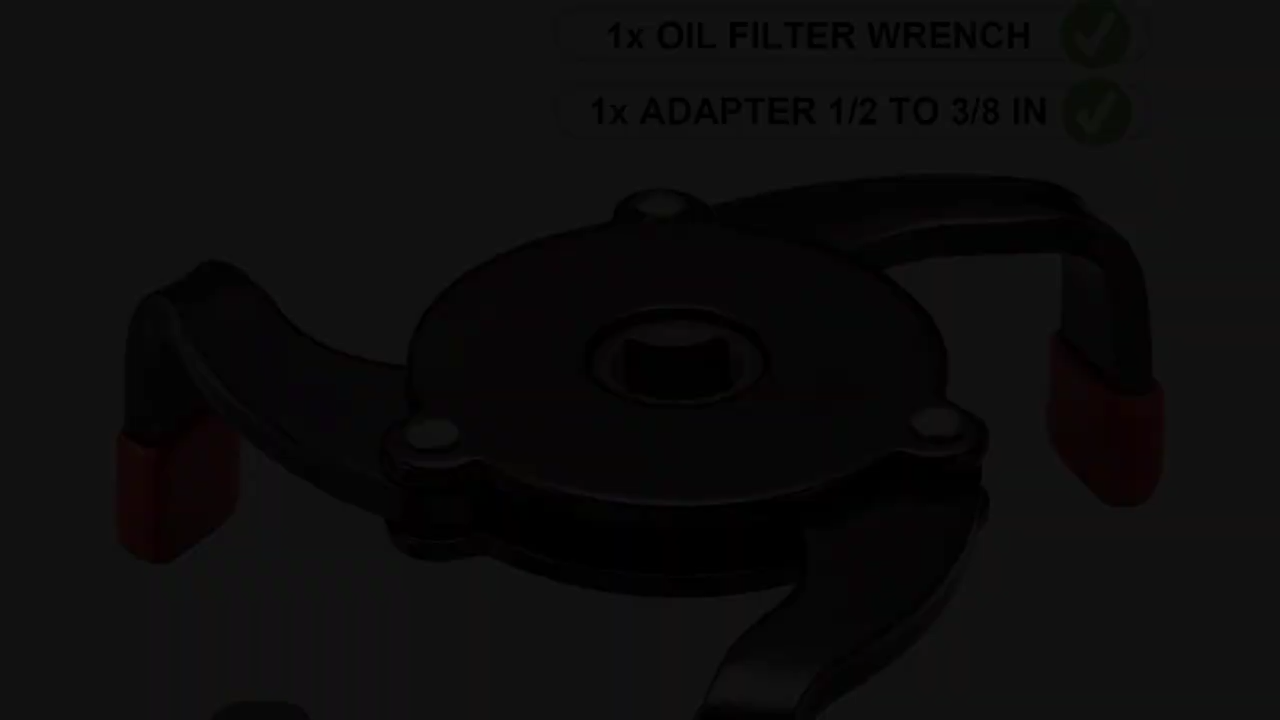 1x OIL FILTER WRENCH
1x ADAPTER 1/2 TO 3/8 IN